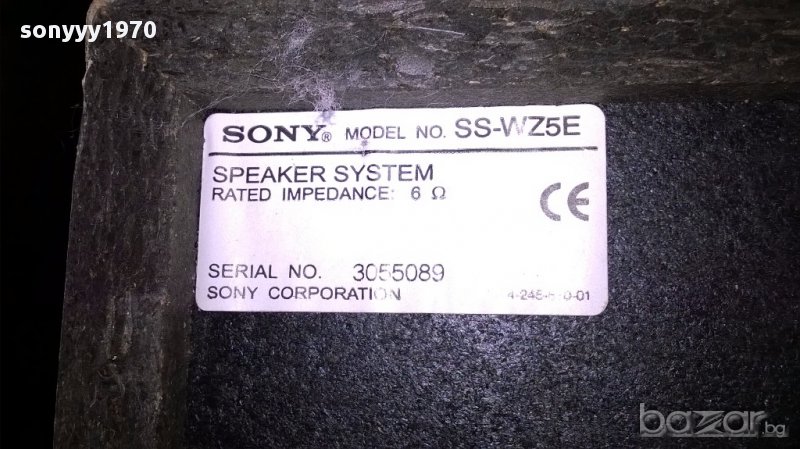 sonyyy1970
SONY® MODEL NO. SS-WZ5E
SPEAKER SYSTEM
RATED IMPEDANCE: 6 Ω
CE
SERIAL NO. 3055089
SONY CORPORATION
bazar.bg